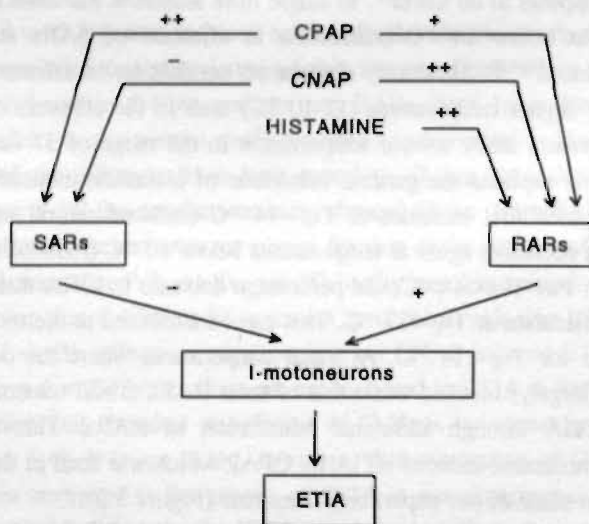 ++ CPAP +
− CNAP ++
HISTAMINE ++
SARs RARs
− +
I-motoneurons
ETIA